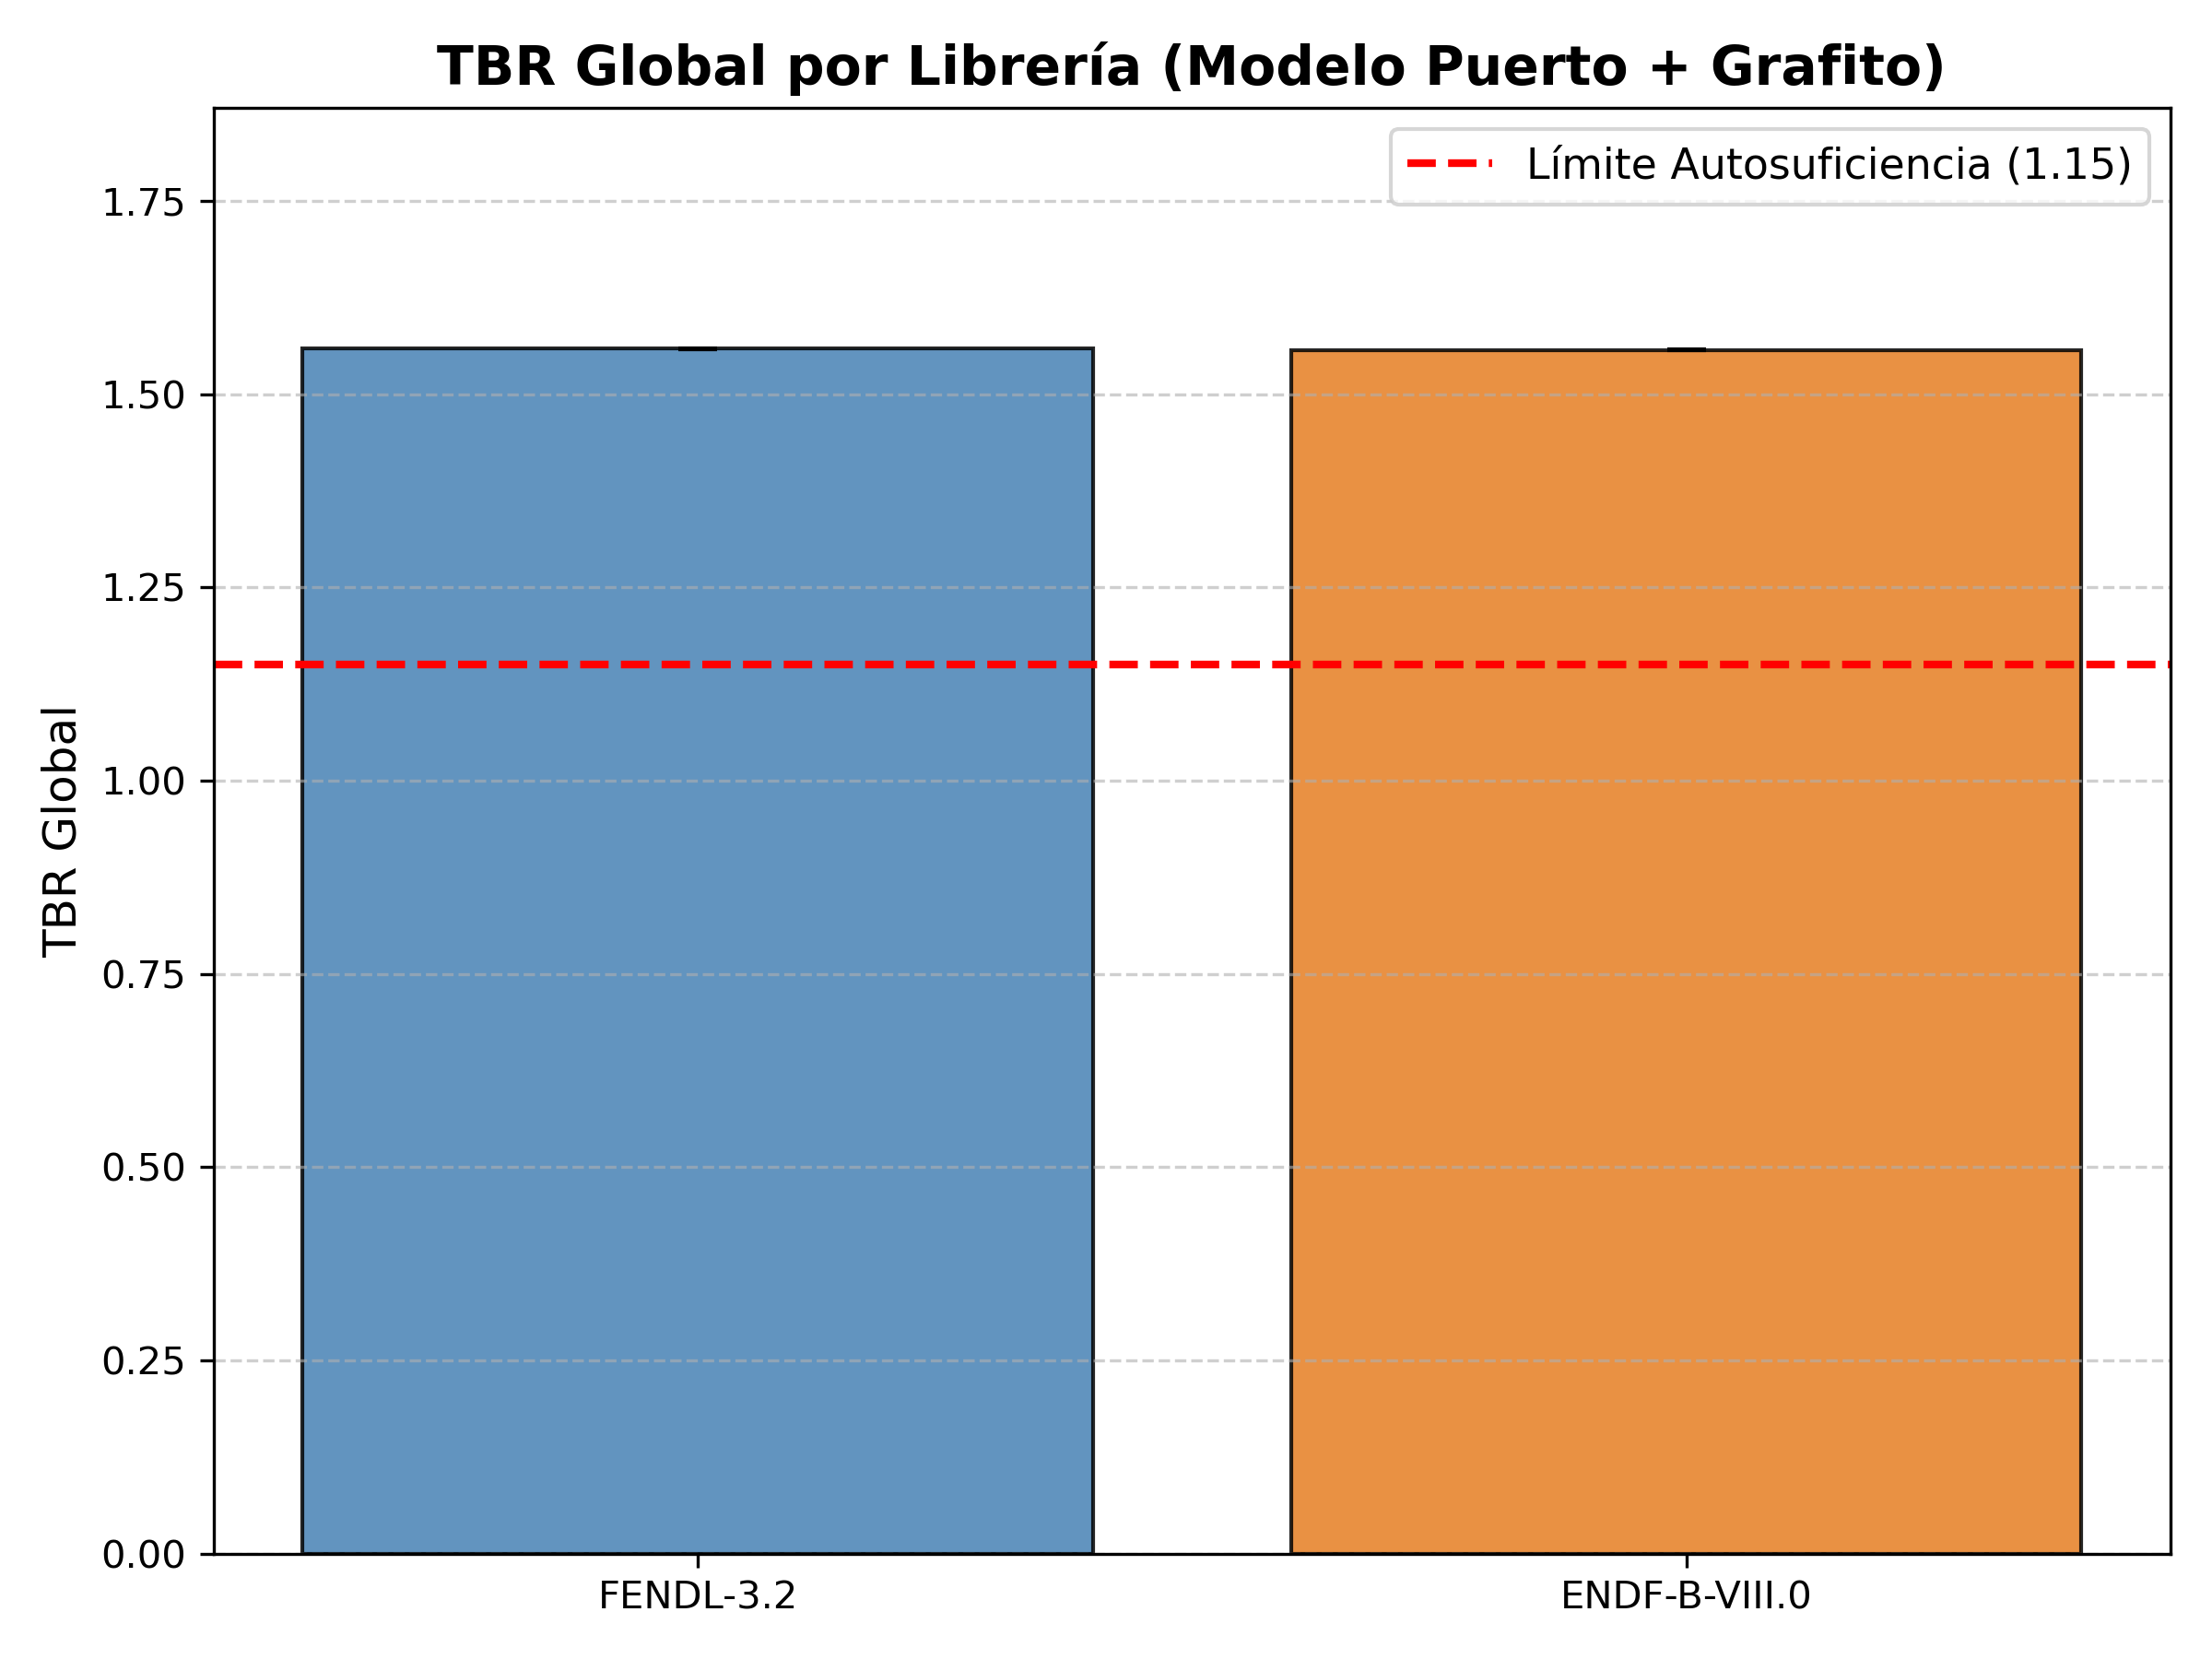 TBR Global por Librería (Modelo Puerto + Grafito)
Límite Autosuficiencia (1.15)
TBR Global
1.75
1.50
1.25
1.00
0.75
0.50
0.25
0.00
FENDL-3.2
ENDF-B-VIII.0